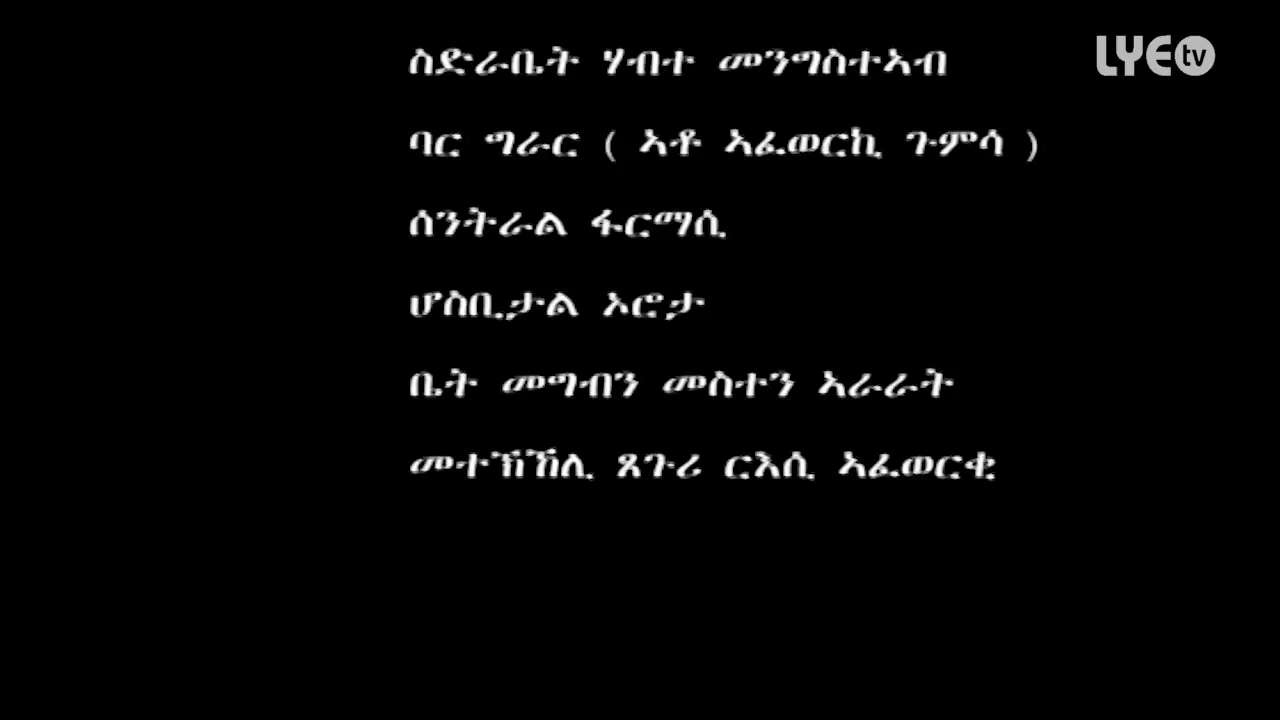 ስድራቤት ሃብተ መንግስተኣብ
LYE tv
ባር ግራር ( ኣቶ ኣፈወርኪ ጉምሳ )
ሰንትራል ፋርማሲ
ሆስቢታል ኦሮታ
ቤት መግብን መስተን ኣራራት
መተኽኸሊ ጸጉሪ ርእሲ ኣፈወርቂ